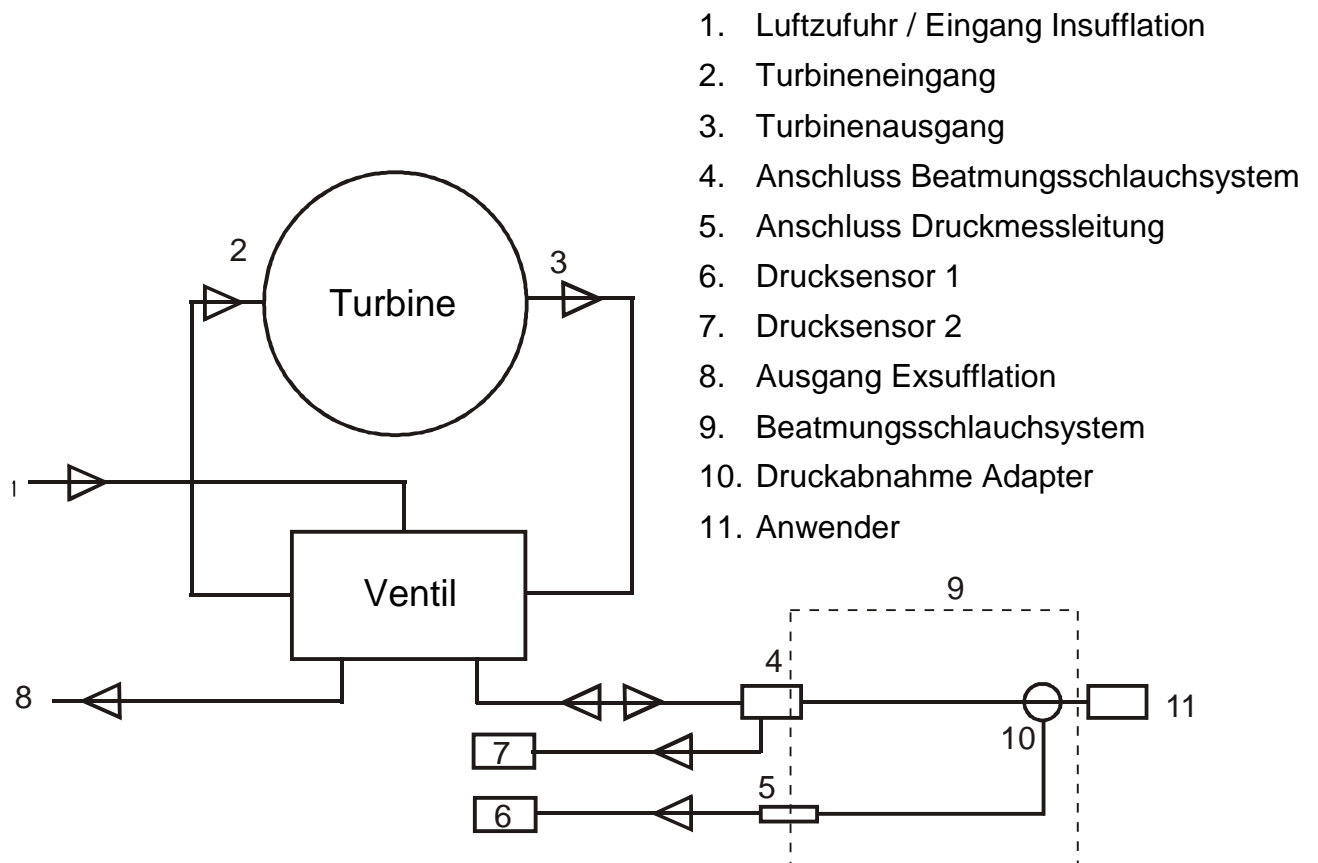 1. Luftzufuhr / Eingang Insufflation
2. Turbineneingang
3. Turbinenausgang
4. Anschluss Beatmungsschlauchsystem
5. Anschluss Druckmessleitung
6. Drucksensor 1
7. Drucksensor 2
8. Ausgang Exsufflation
9. Beatmungsschlauchsystem
10. Druckabnahme Adapter
11. Anwender
2
3
Turbine
1
Ventil
9
4
8
11
10
7
5
6